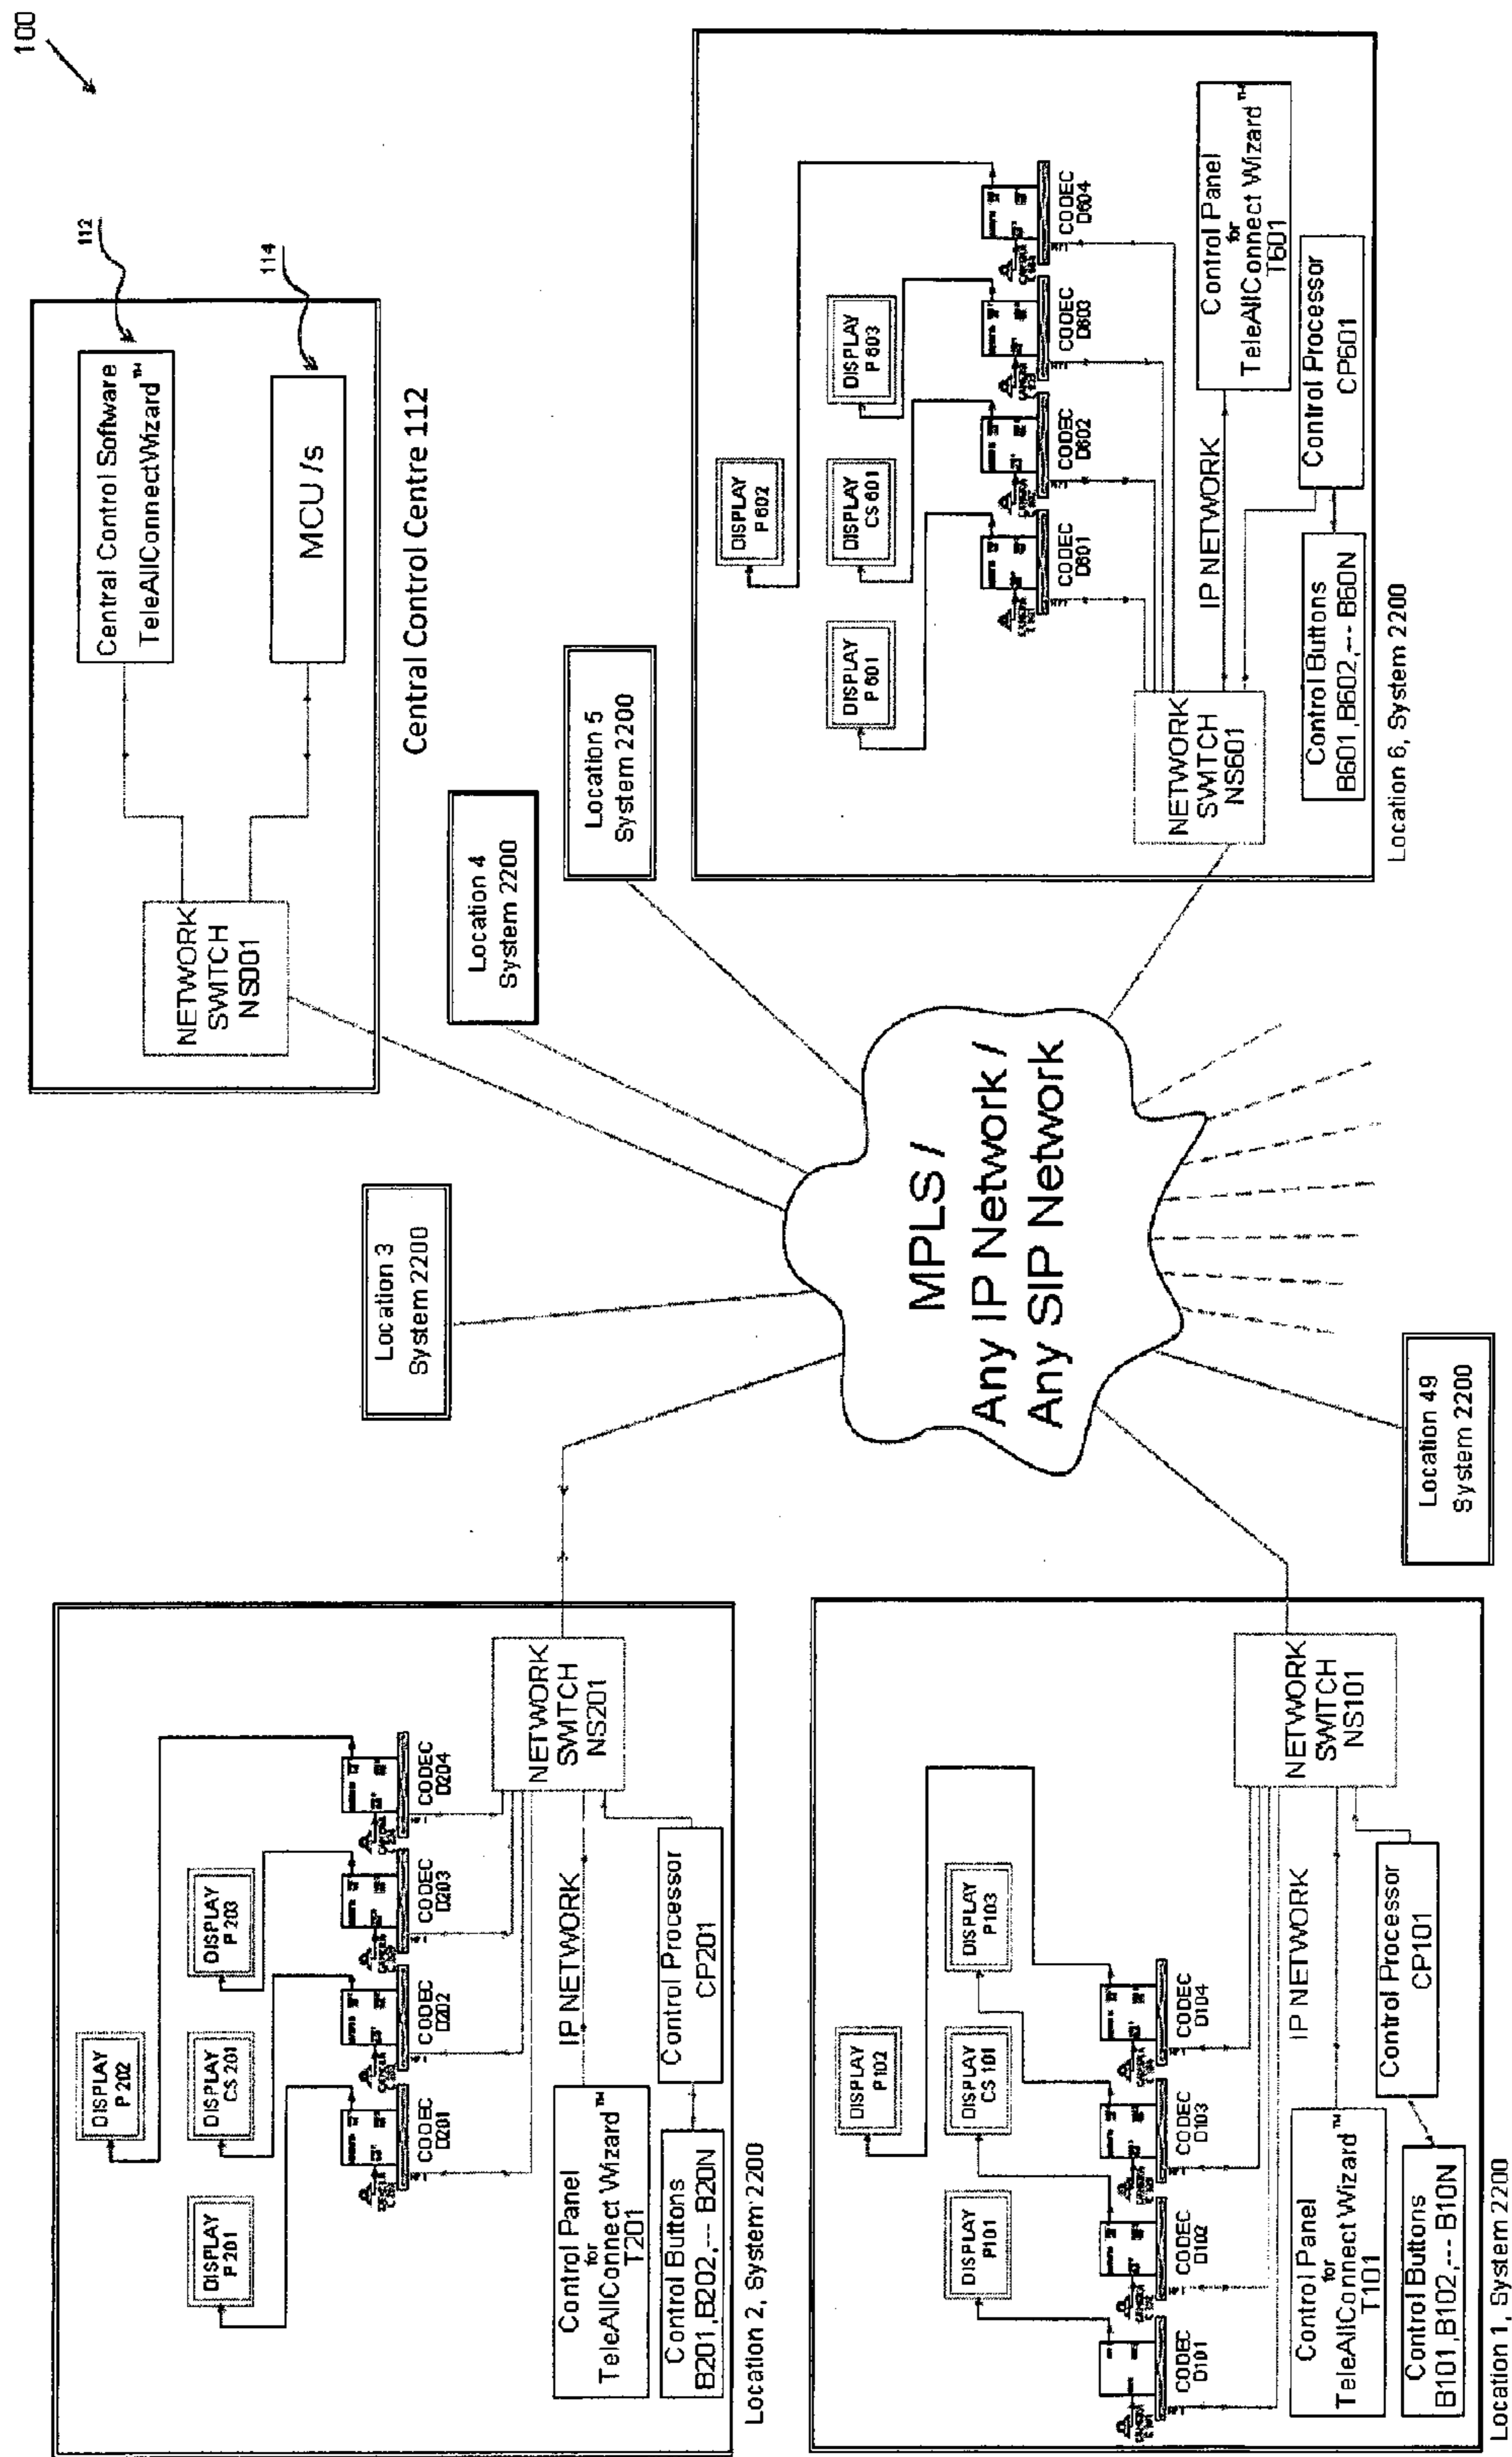 100
112
114
Central Control Software
TeleAllConnectWizard™
MCU /s
NETWORK
SWITCH
NS001
Central Control Centre 112
Location 3
System 2200
Location 4
System 2200
Location 5
System 2200
MPLS /
Any IP Network /
Any SIP Network
Location 49
System 2200
DISPLAY
P 202
DISPLAY
P 201
DISPLAY
CS 201
DISPLAY
P 203
CODEC
D201
CODEC
D202
CODEC
D203
CODEC
D204
NETWORK
SWITCH
NS201
IP NETWORK
Control Panel
for
TeleAllConnect Wizard™
T201
Control Processor
CP201
Control Buttons
B201,B202,--- B20N
Location 2, System 2200
DISPLAY
P102
DISPLAY
P101
DISPLAY
CS 101
DISPLAY
P103
CODEC
D101
CODEC
D102
CODEC
D103
CODEC
D104
NETWORK
SWITCH
NS101
IP NETWORK
Control Panel
for
TeleAllConnect Wizard™
T101
Control Processor
CP101
Control Buttons
B101,B102,--- B10N
Location 1, System 2200
DISPLAY
P 602
DISPLAY
P 601
DISPLAY
CS 601
DISPLAY
P 603
CODEC
D601
CODEC
D602
CODEC
D603
CODEC
D604
NETWORK
SWITCH
NS601
IP NETWORK
Control Panel
for
TeleAllConnect Wizard™
T601
Control Processor
CP601
Control Buttons
B601,B602,--- B60N
Location 6, System 2200